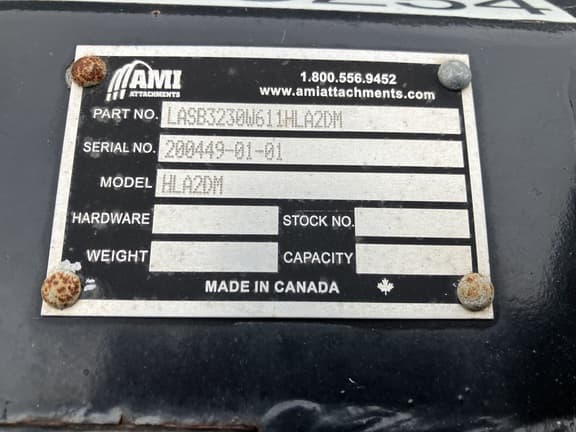 AMI
ATTACHMENTS
1.800.556.9452
www.amiattachments.com
PART NO. LASB3230W611HLA2DM
SERIAL NO. 200449-01-01
MODEL HLA2DM
HARDWARE STOCK NO.
WEIGHT CAPACITY
MADE IN CANADA